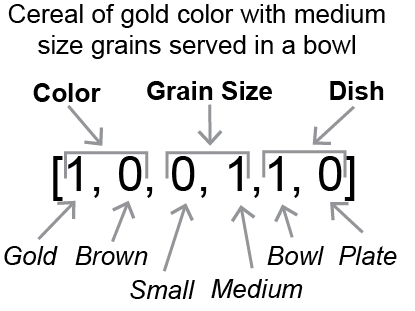 Cereal of gold color with medium
size grains served in a bowl
Color Grain Size Dish
[1, 0, 0, 1,1, 0]
Gold Brown Bowl Plate
Small Medium